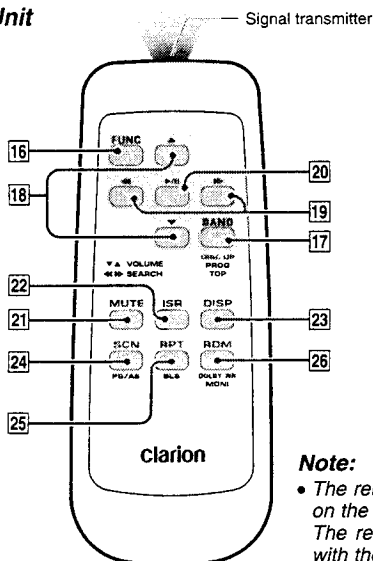 Unit
Signal transmitter
16
FUNC
▲
18
◀◀
▶/II
▶▶
20
19
▼
BAND
17
▼▲ VOLUME
◀◀ ▶▶ SEARCH
DISC UP
PROG
TOP
22
MUTE
ISR
DISP
21
23
SCN
RPT
RDM
24
26
PS/AS
BLS
DOLBY NR
MONI
25
clarion
Note:
• The re
on the
The re
with the